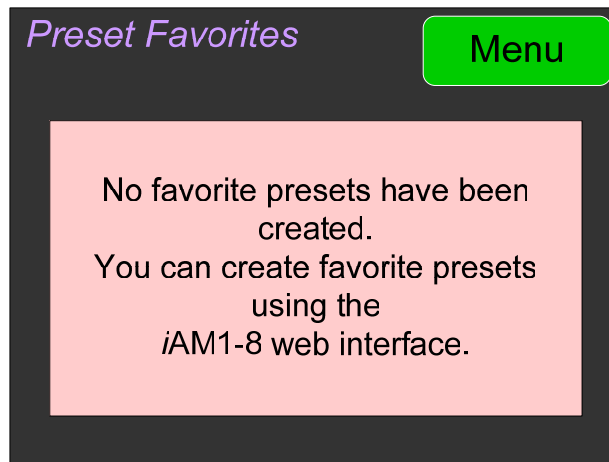 Preset Favorites
Menu
No favorite presets have been
created.
You can create favorite presets
using the
iAM1-8 web interface.